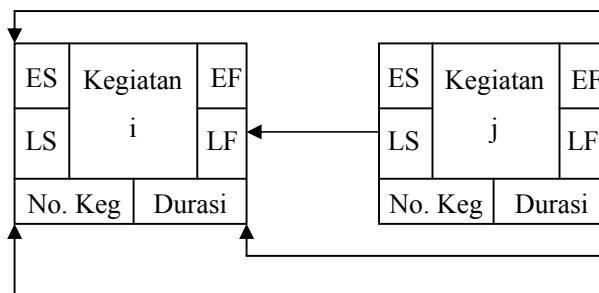 ES Kegiatan EF
i
LS LF
No. Keg Durasi
ES Kegiatan EF
j
LS LF
No. Keg Durasi